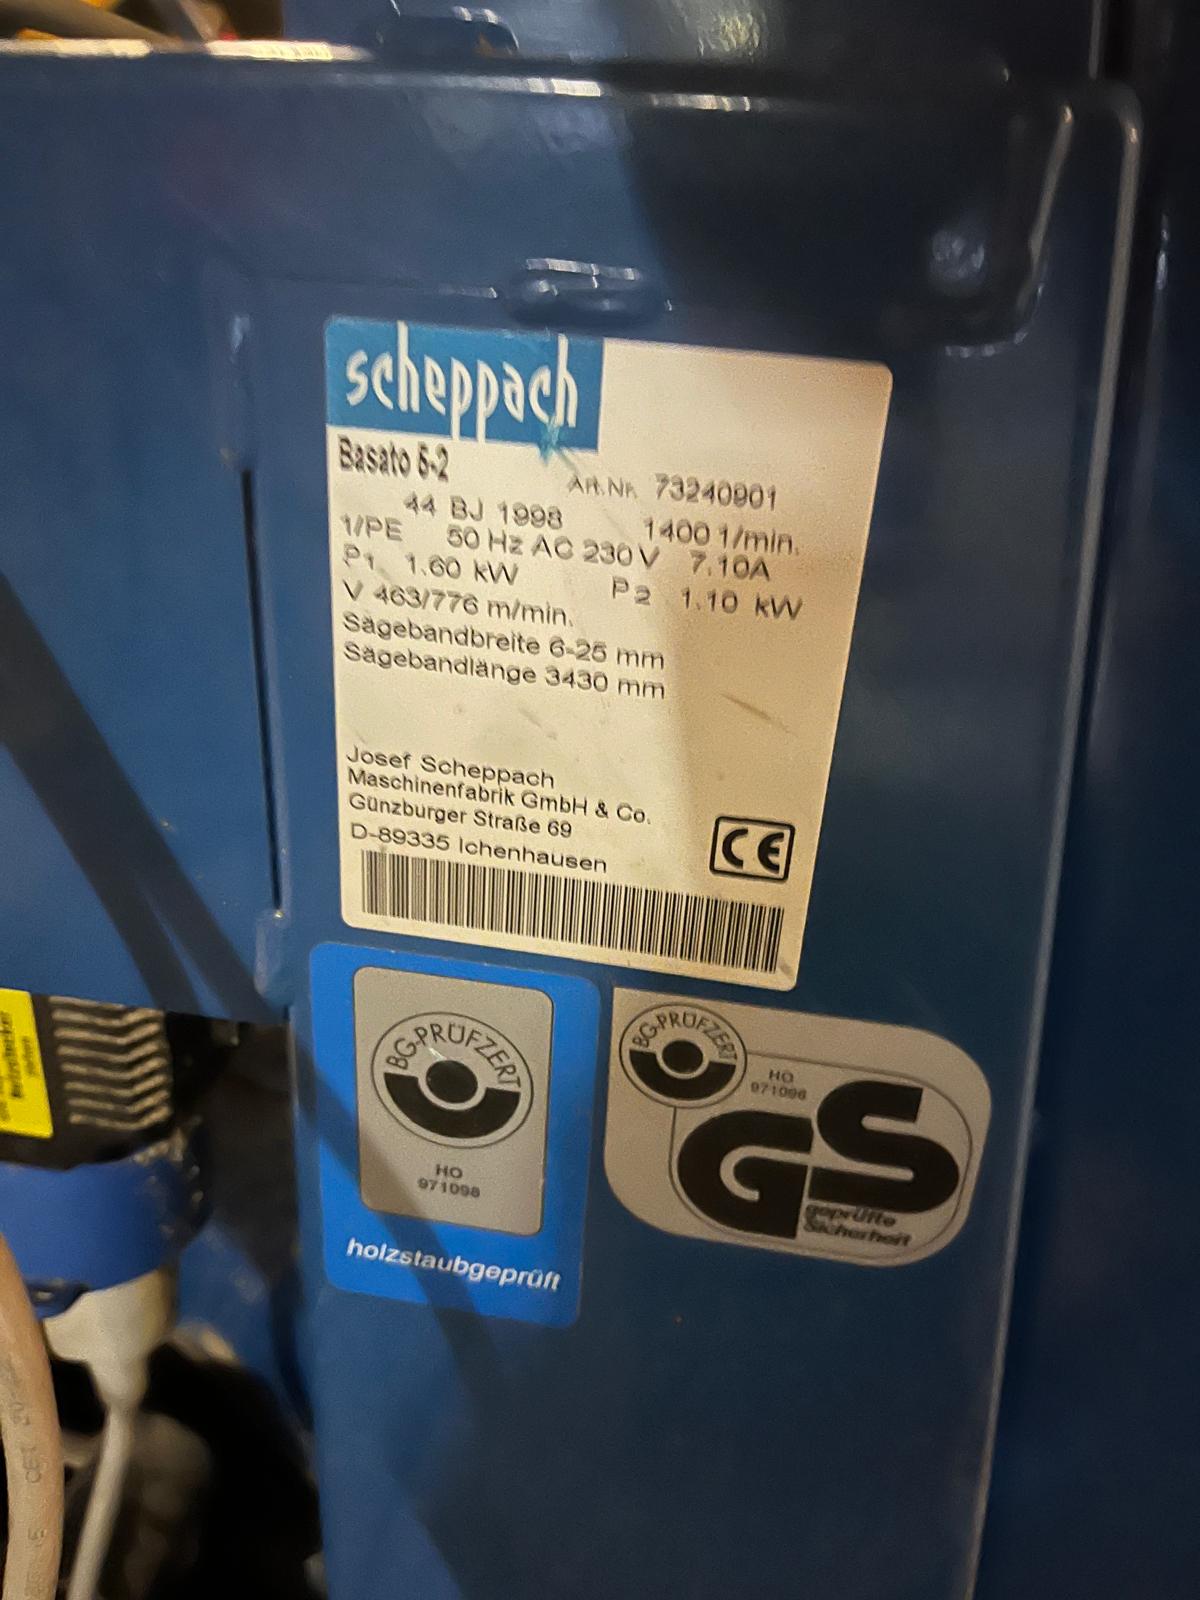 scheppach
Basato 5-2
Art.Nr. 73240901
44 BJ 1998 1400 1/min.
1/PE 50 Hz AC 230 V 7.10A
P1 1.60 kW P2 1.10 kW
V 463/776 m/min.
Sägebandbreite 6-25 mm
Sägebandlänge 3430 mm
Josef Scheppach
Maschinenfabrik GmbH & Co.
Günzburger Straße 69
D-89335 Ichenhausen
CE
BG-PRÜFZERT
HO
971098
holzstaubgeprüft
BG-PRÜFZERT
HO
971098
GS
geprüfte
Sicherheit